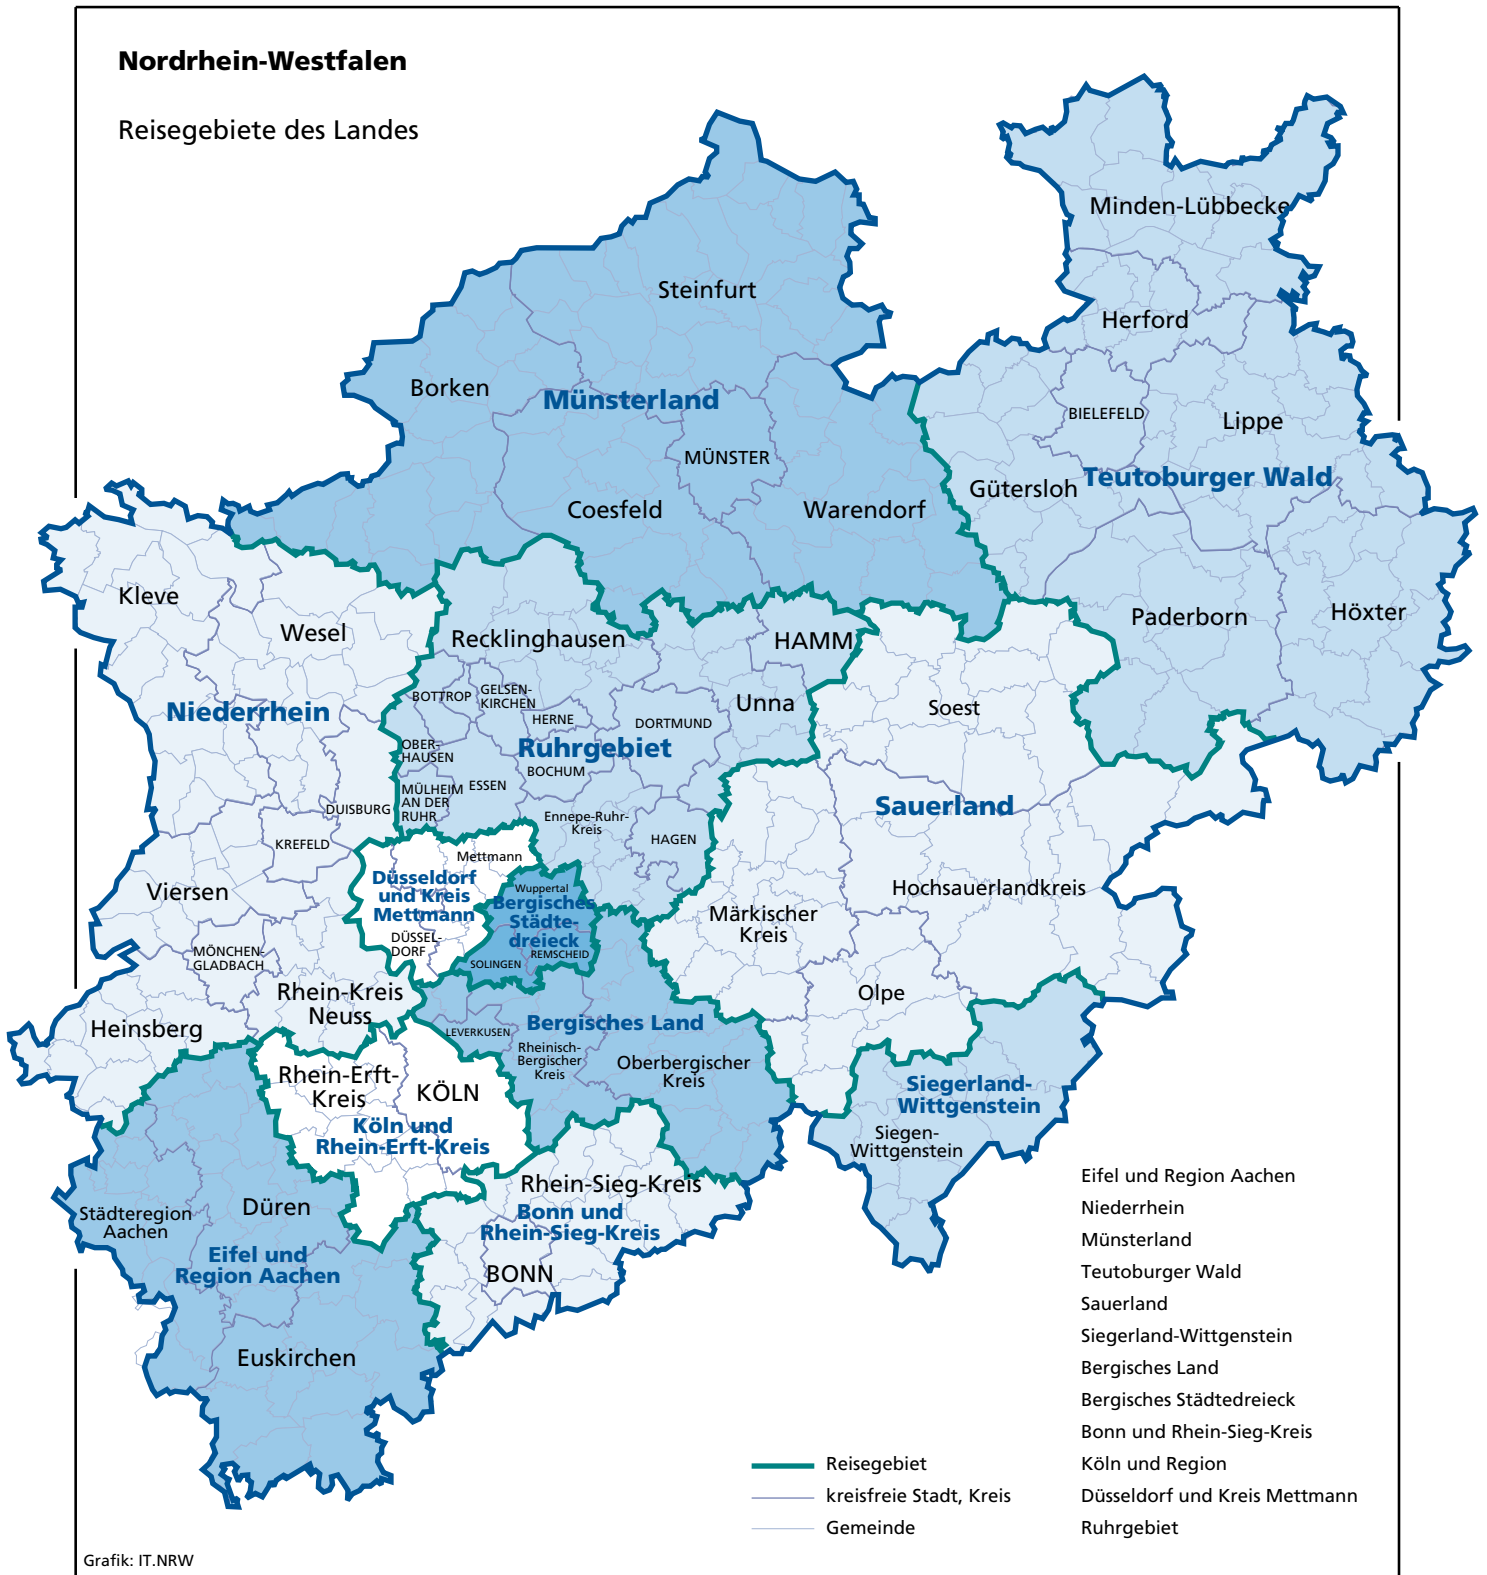 Nordrhein-Westfalen
Reisegebiete des Landes
Minden-Lübbecke
Steinfurt
Herford
Borken
Münsterland
BIELEFELD
Lippe
MÜNSTER
Teutoburger Wald
Gütersloh
Coesfeld
Warendorf
Kleve
Wesel
Recklinghausen
HAMM
Paderborn
Höxter
Niederrhein
BOTTROP
GELSEN-
KIRCHEN
HERNE
DORTMUND
Unna
Soest
OBER-
HAUSEN
Ruhrgebiet
BOCHUM
MÜLHEIM
AN DER
RUHR
ESSEN
DUISBURG
Sauerland
Ennepe-Ruhr-
Kreis
HAGEN
KREFELD
Mettmann
Düsseldorf
und Kreis
Mettmann
Viersen
Wuppertal
Bergisches
Städte-
dreieck
Hochsauerlandkreis
Märkischer
Kreis
DÜSSEL-
DORF
REMSCHEID
SOLINGEN
MÖNCHEN-
GLADBACH
Rhein-Kreis
Neuss
Olpe
Heinsberg
LEVERKUSEN
Bergisches Land
Rheinisch-
Bergischer
Kreis
Oberbergischer
Kreis
Rhein-Erft-
Kreis
KÖLN
Siegerland-
Wittgenstein
Köln und
Rhein-Erft-Kreis
Siegen-
Wittgenstein
Rhein-Sieg-Kreis
Bonn und
Rhein-Sieg-Kreis
Düren
Städteregion
Aachen
Eifel und
Region Aachen
BONN
Euskirchen
Eifel und Region Aachen
Niederrhein
Münsterland
Teutoburger Wald
Sauerland
Siegerland-Wittgenstein
Bergisches Land
Bergisches Städtedreieck
Bonn und Rhein-Sieg-Kreis
Köln und Region
Düsseldorf und Kreis Mettmann
Ruhrgebiet
Reisegebiet
kreisfreie Stadt, Kreis
Gemeinde
Grafik: IT.NRW